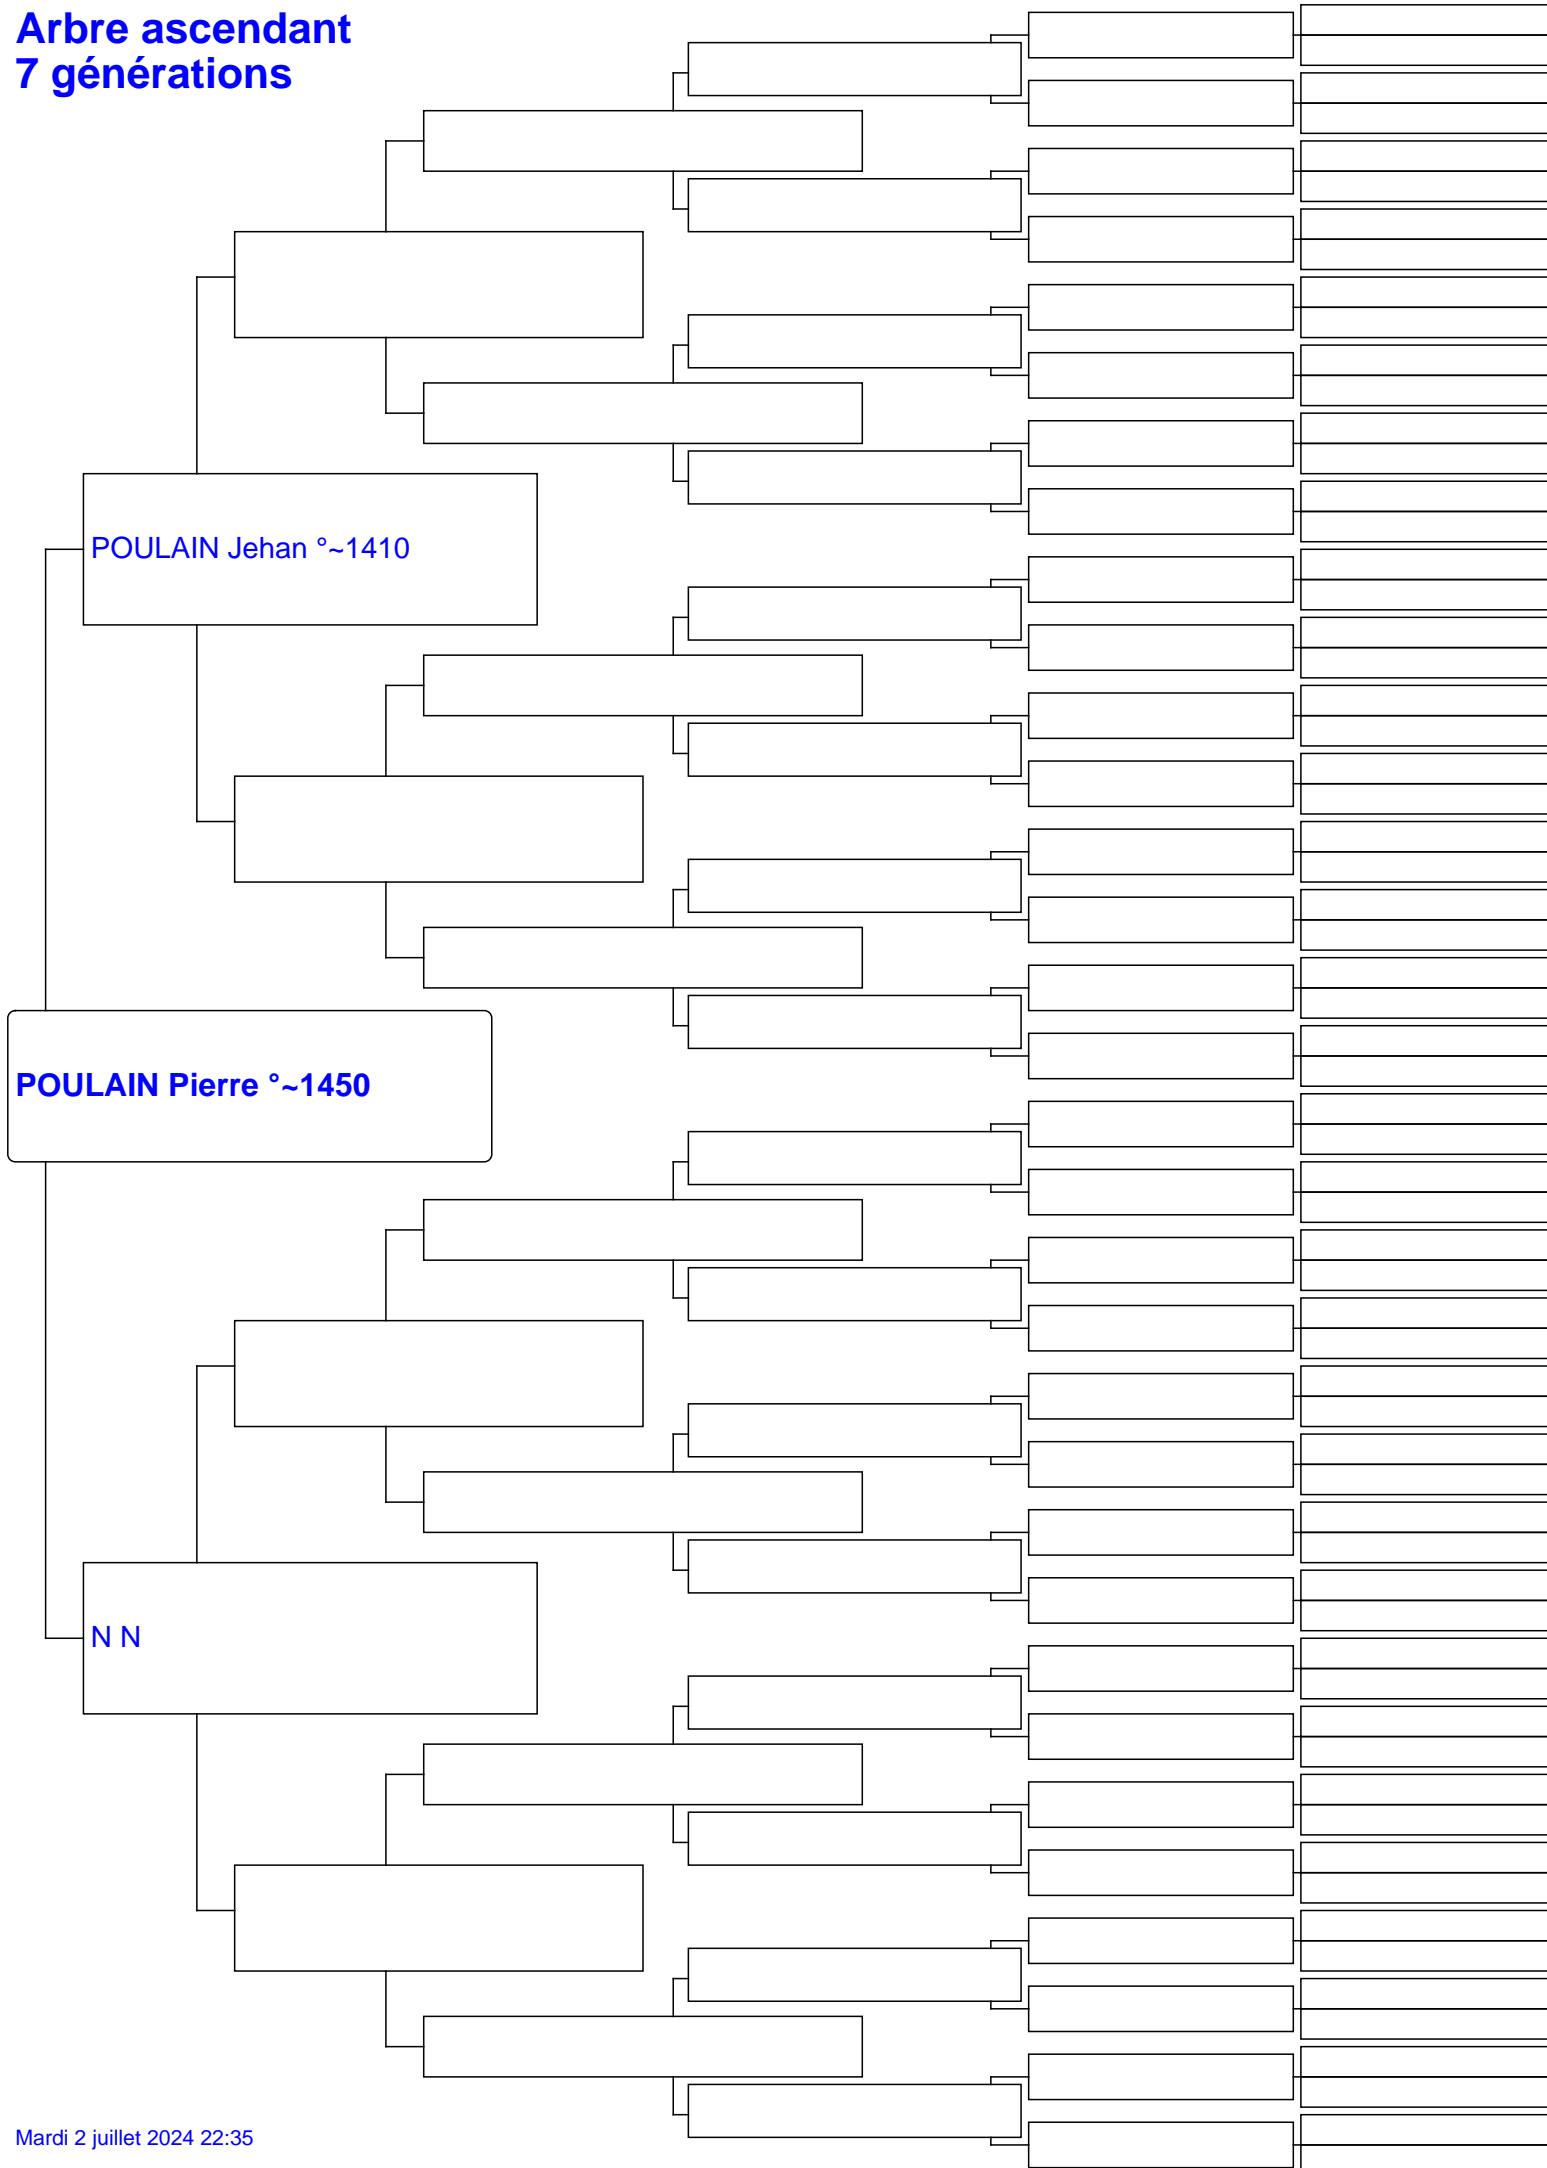 Arbre ascendant
7 générations
POULAIN Jehan °~1410
POULAIN Pierre °~1450
N N
Mardi 2 juillet 2024 22:35